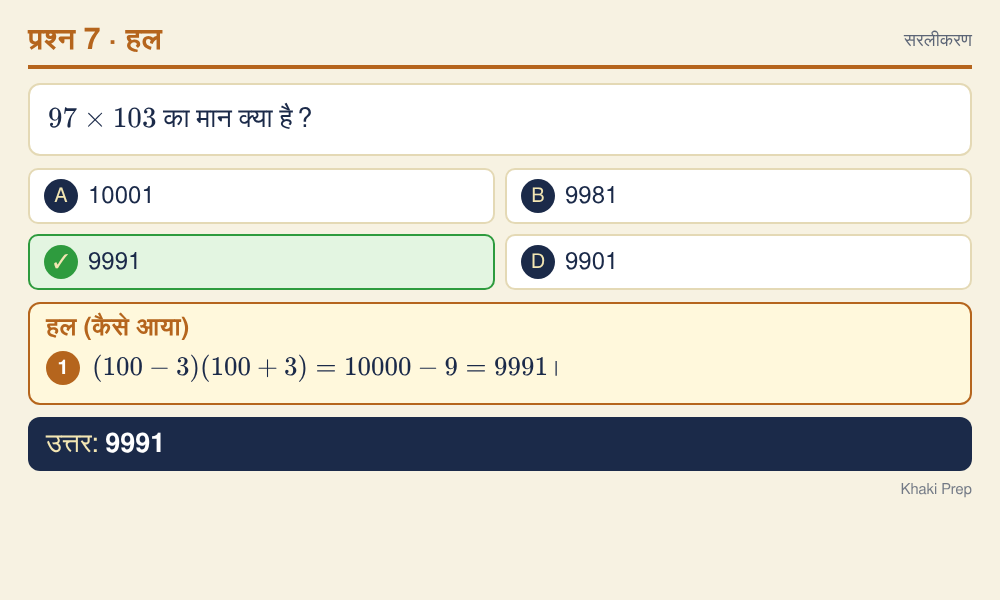 प्रश्न 7 · हल
सरलीकरण
97 × 103 का मान क्या है ?
A 10001
B 9981
✓ 9991
D 9901
हल (कैसे आया)
1 (100 − 3)(100 + 3) = 10000 − 9 = 9991।
उत्तर: 9991
Khaki Prep